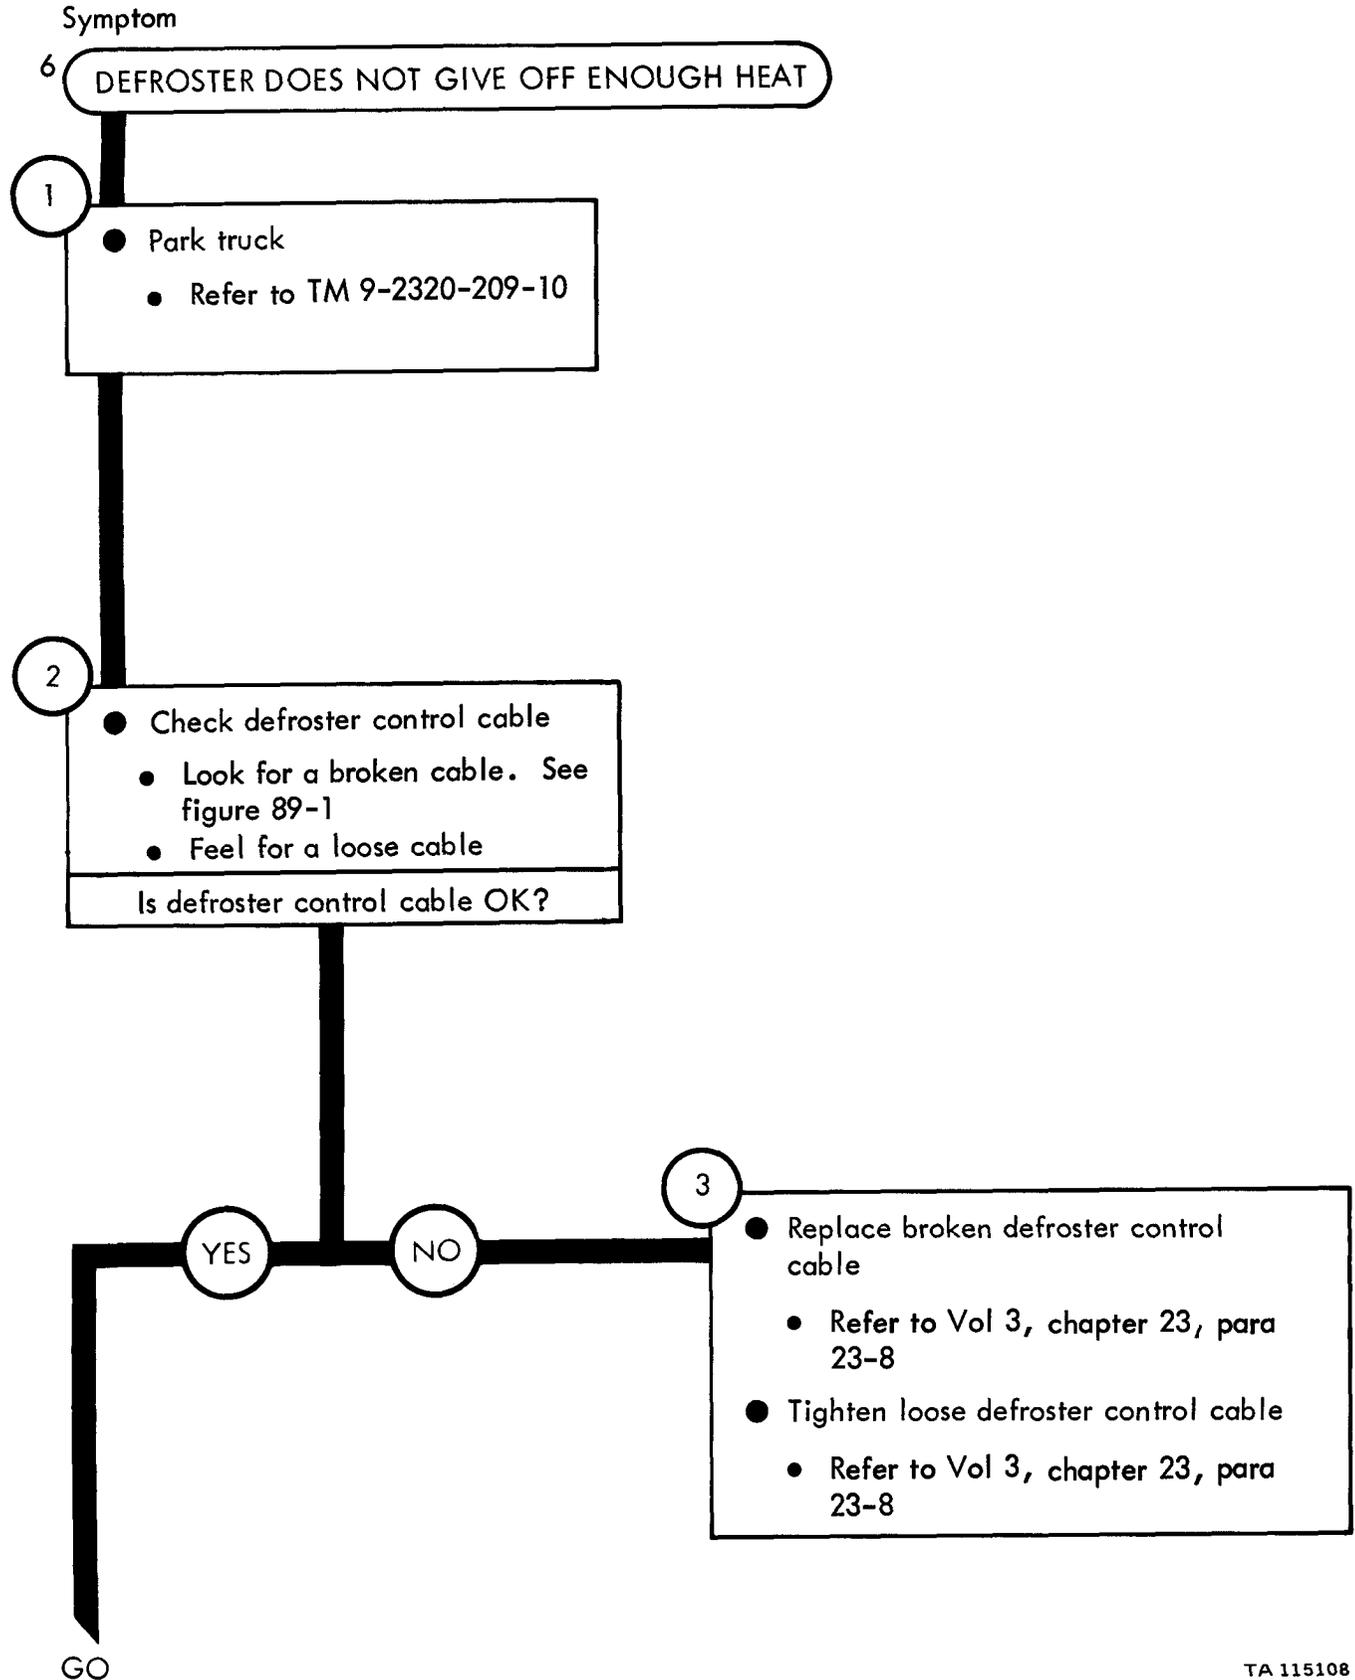 Symptom
6 DEFROSTER DOES NOT GIVE OFF ENOUGH HEAT
1
● Park truck
● Refer to TM 9-2320-209-10
2
● Check defroster control cable
● Look for a broken cable. See
figure 89-1
● Feel for a loose cable
Is defroster control cable OK?
YES
NO
3
● Replace broken defroster control
cable
● Refer to Vol 3, chapter 23, para
23-8
● Tighten loose defroster control cable
● Refer to Vol 3, chapter 23, para
23-8
GO
TA 115108